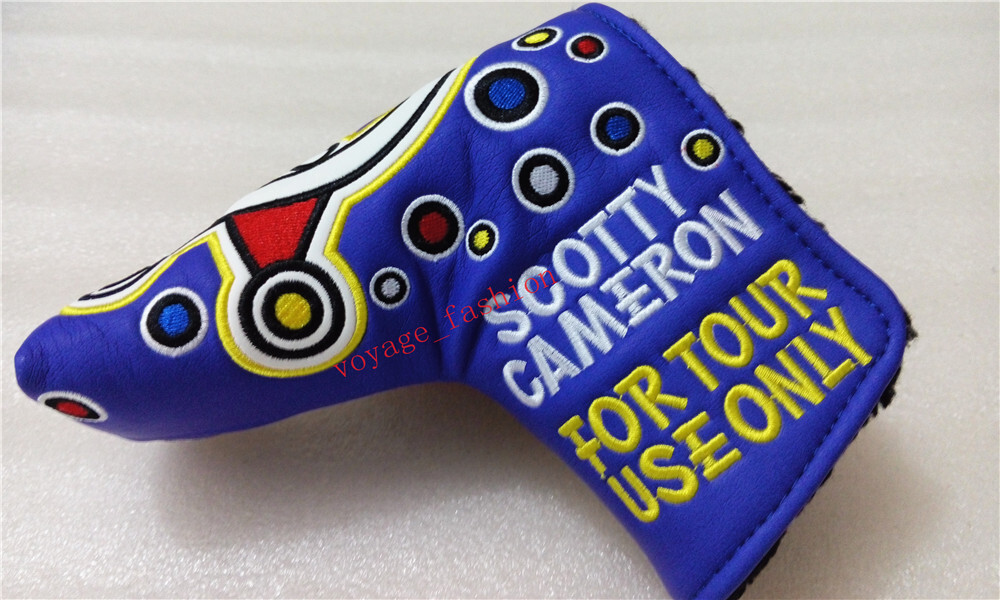 SCOTTY
CAMERON
FOR TOUR
USE ONLY
voyage_fashion